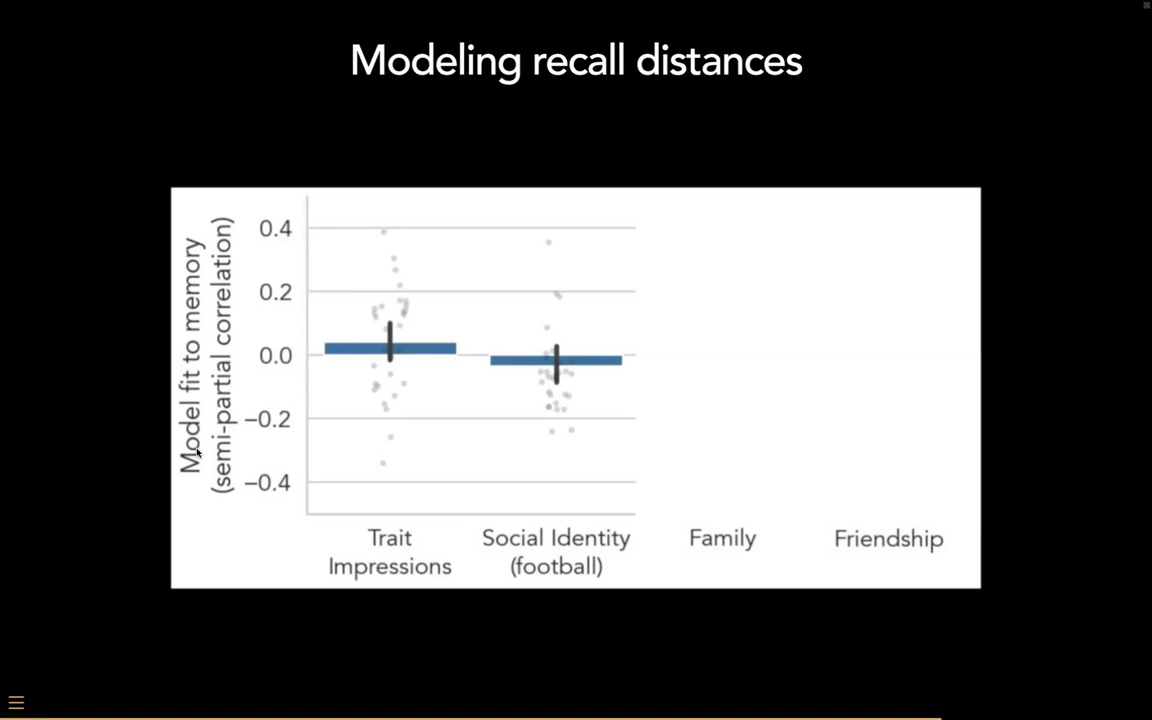 Modeling recall distances
Model fit to memory
(semi-partial correlation)
0.4
0.2
0.0
−0.2
−0.4
Trait
Impressions
Social Identity
(football)
Family
Friendship